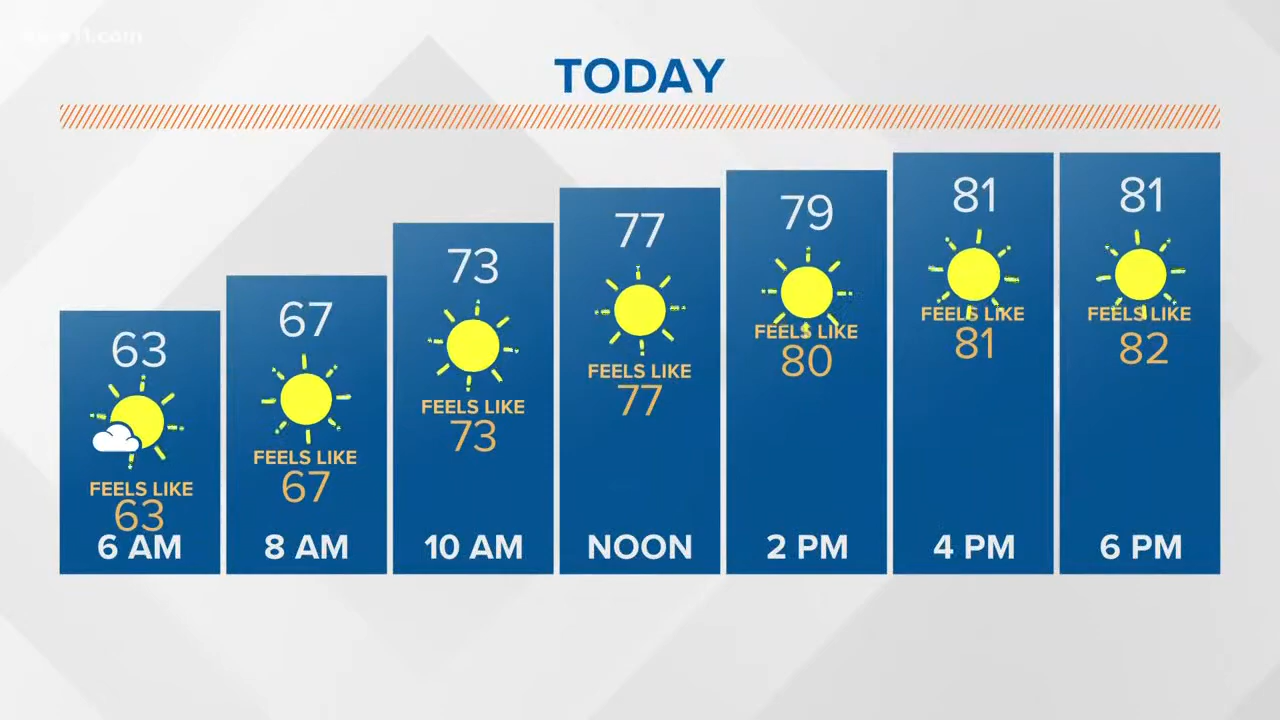 TODAY
63
FEELS LIKE
63
6 AM
67
FEELS LIKE
67
8 AM
73
FEELS LIKE
73
10 AM
77
FEELS LIKE
77
NOON
79
FEELS LIKE
80
2 PM
81
FEELS LIKE
81
4 PM
81
FEELS LIKE
82
6 PM